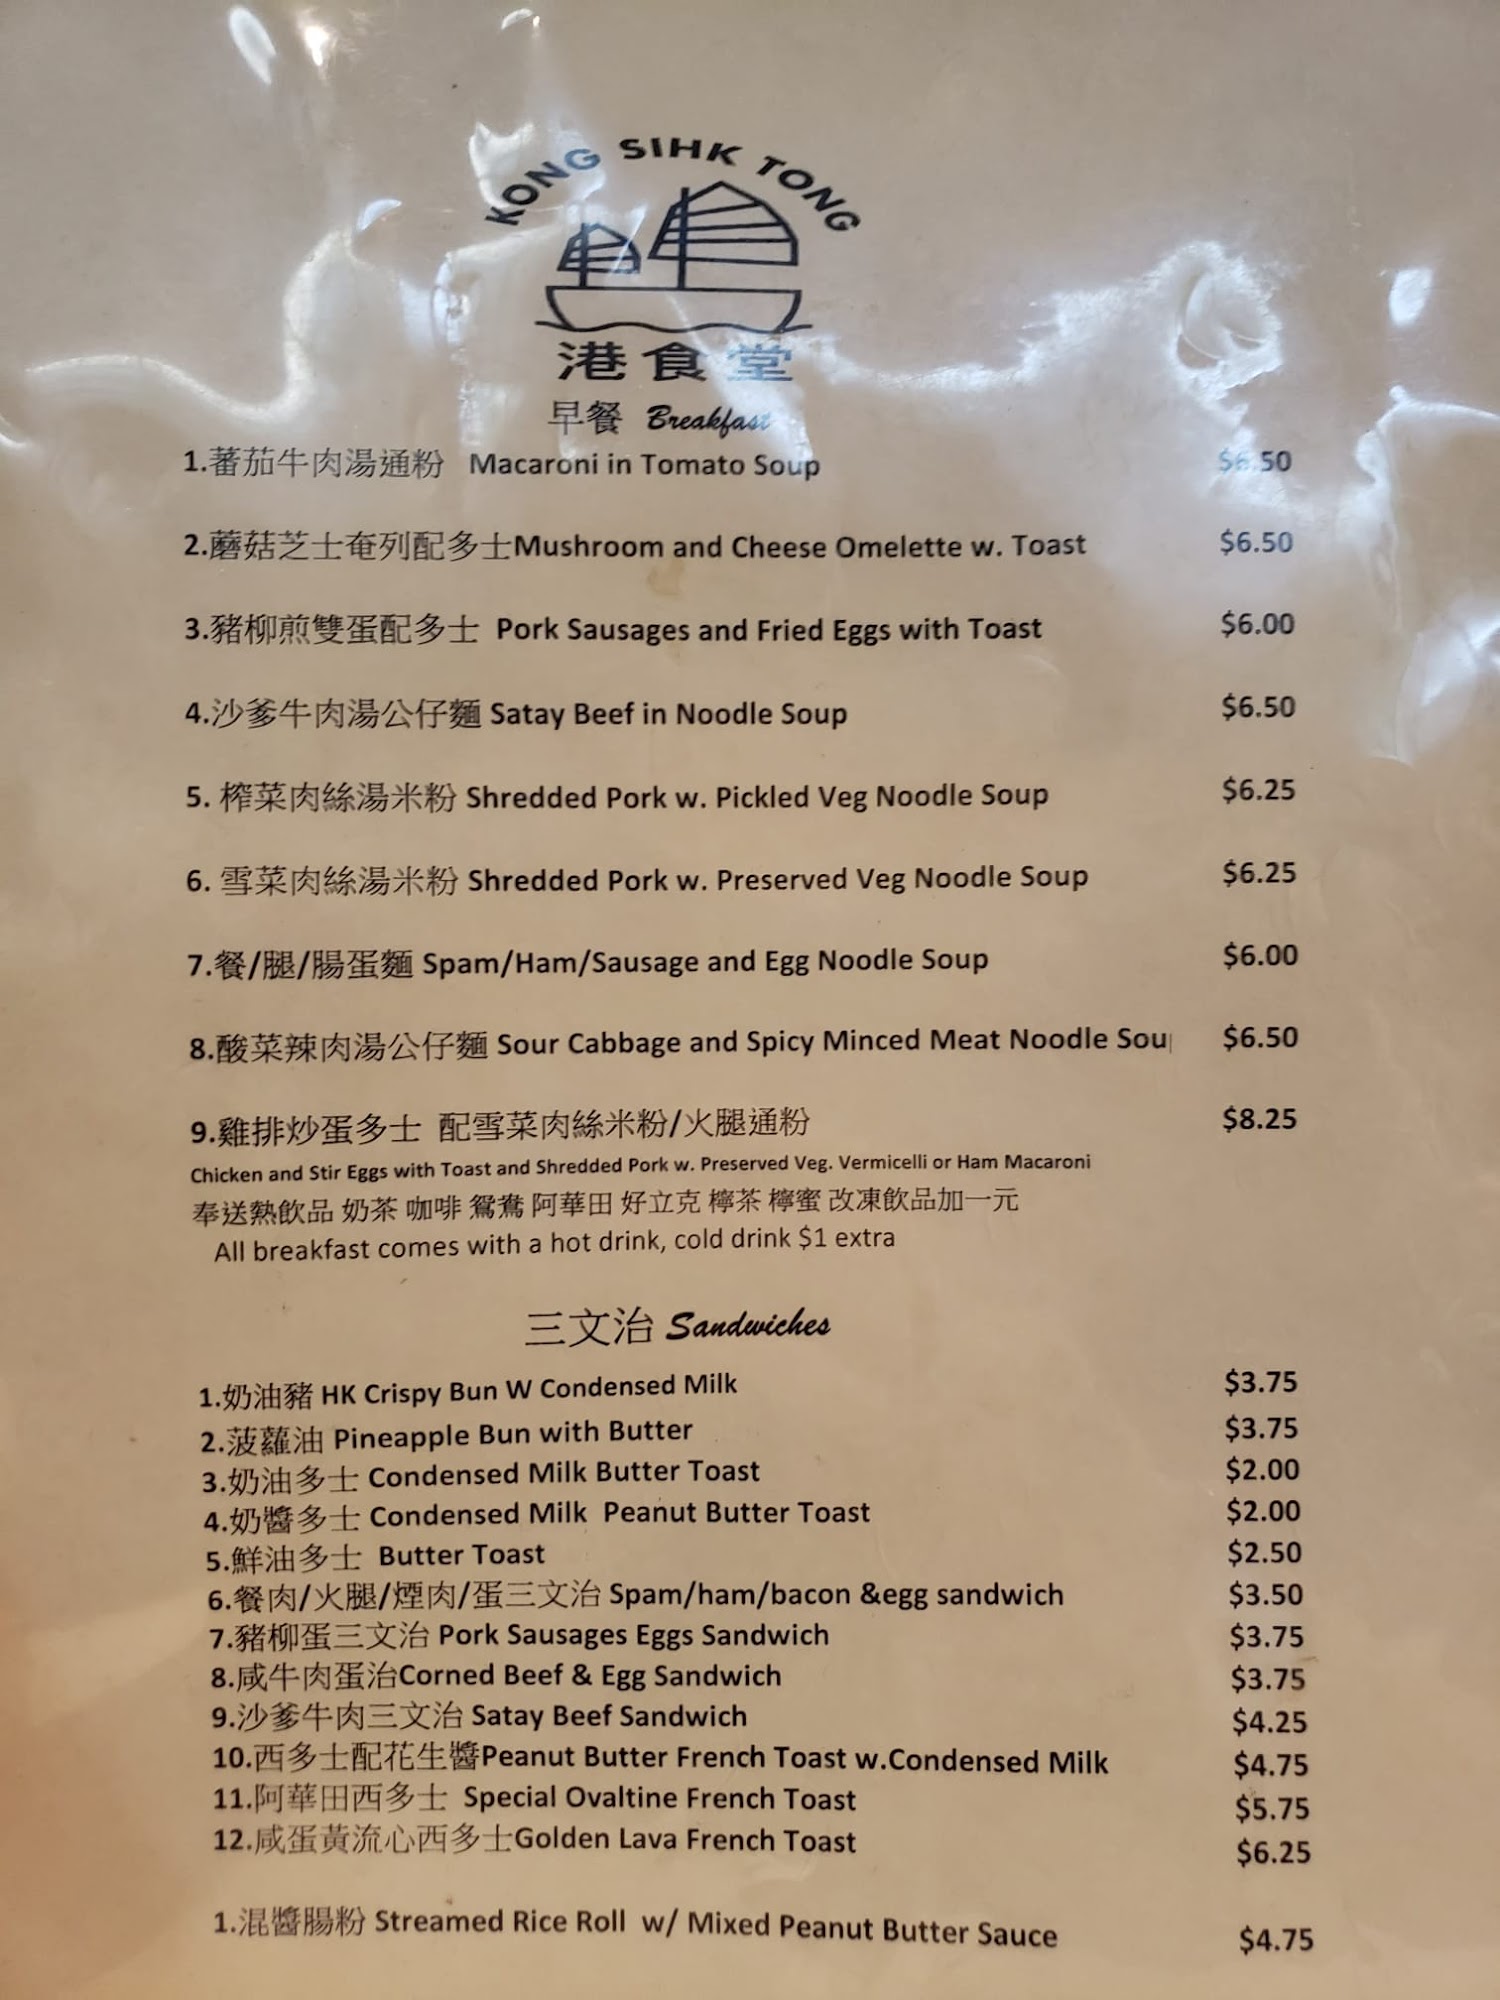 KONG SIHK TONG
港食堂
早餐 Breakfast
1.蕃茄牛肉湯通粉 Macaroni in Tomato Soup $6.50
2.蘑菇芝士奄列配多士Mushroom and Cheese Omelette w. Toast $6.50
3.豬柳煎雙蛋配多士 Pork Sausages and Fried Eggs with Toast $6.00
4.沙爹牛肉湯公仔麵 Satay Beef in Noodle Soup $6.50
5. 榨菜肉絲湯米粉 Shredded Pork w. Pickled Veg Noodle Soup $6.25
6. 雪菜肉絲湯米粉 Shredded Pork w. Preserved Veg Noodle Soup $6.25
7.餐/腿/腸蛋麵 Spam/Ham/Sausage and Egg Noodle Soup $6.00
8.酸菜辣肉湯公仔麵 Sour Cabbage and Spicy Minced Meat Noodle Sou $6.50
9.雞排炒蛋多士 配雪菜肉絲米粉/火腿通粉 $8.25
Chicken and Stir Eggs with Toast and Shredded Pork w. Preserved Veg. Vermicelli or Ham Macaroni
奉送熱飲品 奶茶 咖啡 鴛鴦 阿華田 好立克 檸茶 檸蜜 改凍飲品加一元
All breakfast comes with a hot drink, cold drink $1 extra
三文治 Sandwiches
1.奶油豬 HK Crispy Bun W Condensed Milk $3.75
2.菠蘿油 Pineapple Bun with Butter $3.75
3.奶油多士 Condensed Milk Butter Toast $2.00
4.奶醬多士 Condensed Milk Peanut Butter Toast $2.00
5.鮮油多士 Butter Toast $2.50
6.餐肉/火腿/煙肉/蛋三文治 Spam/ham/bacon &egg sandwich $3.50
7.豬柳蛋三文治 Pork Sausages Eggs Sandwich $3.75
8.咸牛肉蛋治Corned Beef & Egg Sandwich $3.75
9.沙爹牛肉三文治 Satay Beef Sandwich $4.25
10.西多士配花生醬Peanut Butter French Toast w.Condensed Milk $4.75
11.阿華田西多士 Special Ovaltine French Toast $5.75
12.咸蛋黃流心西多士Golden Lava French Toast $6.25
1.混醬腸粉 Streamed Rice Roll w/ Mixed Peanut Butter Sauce $4.75